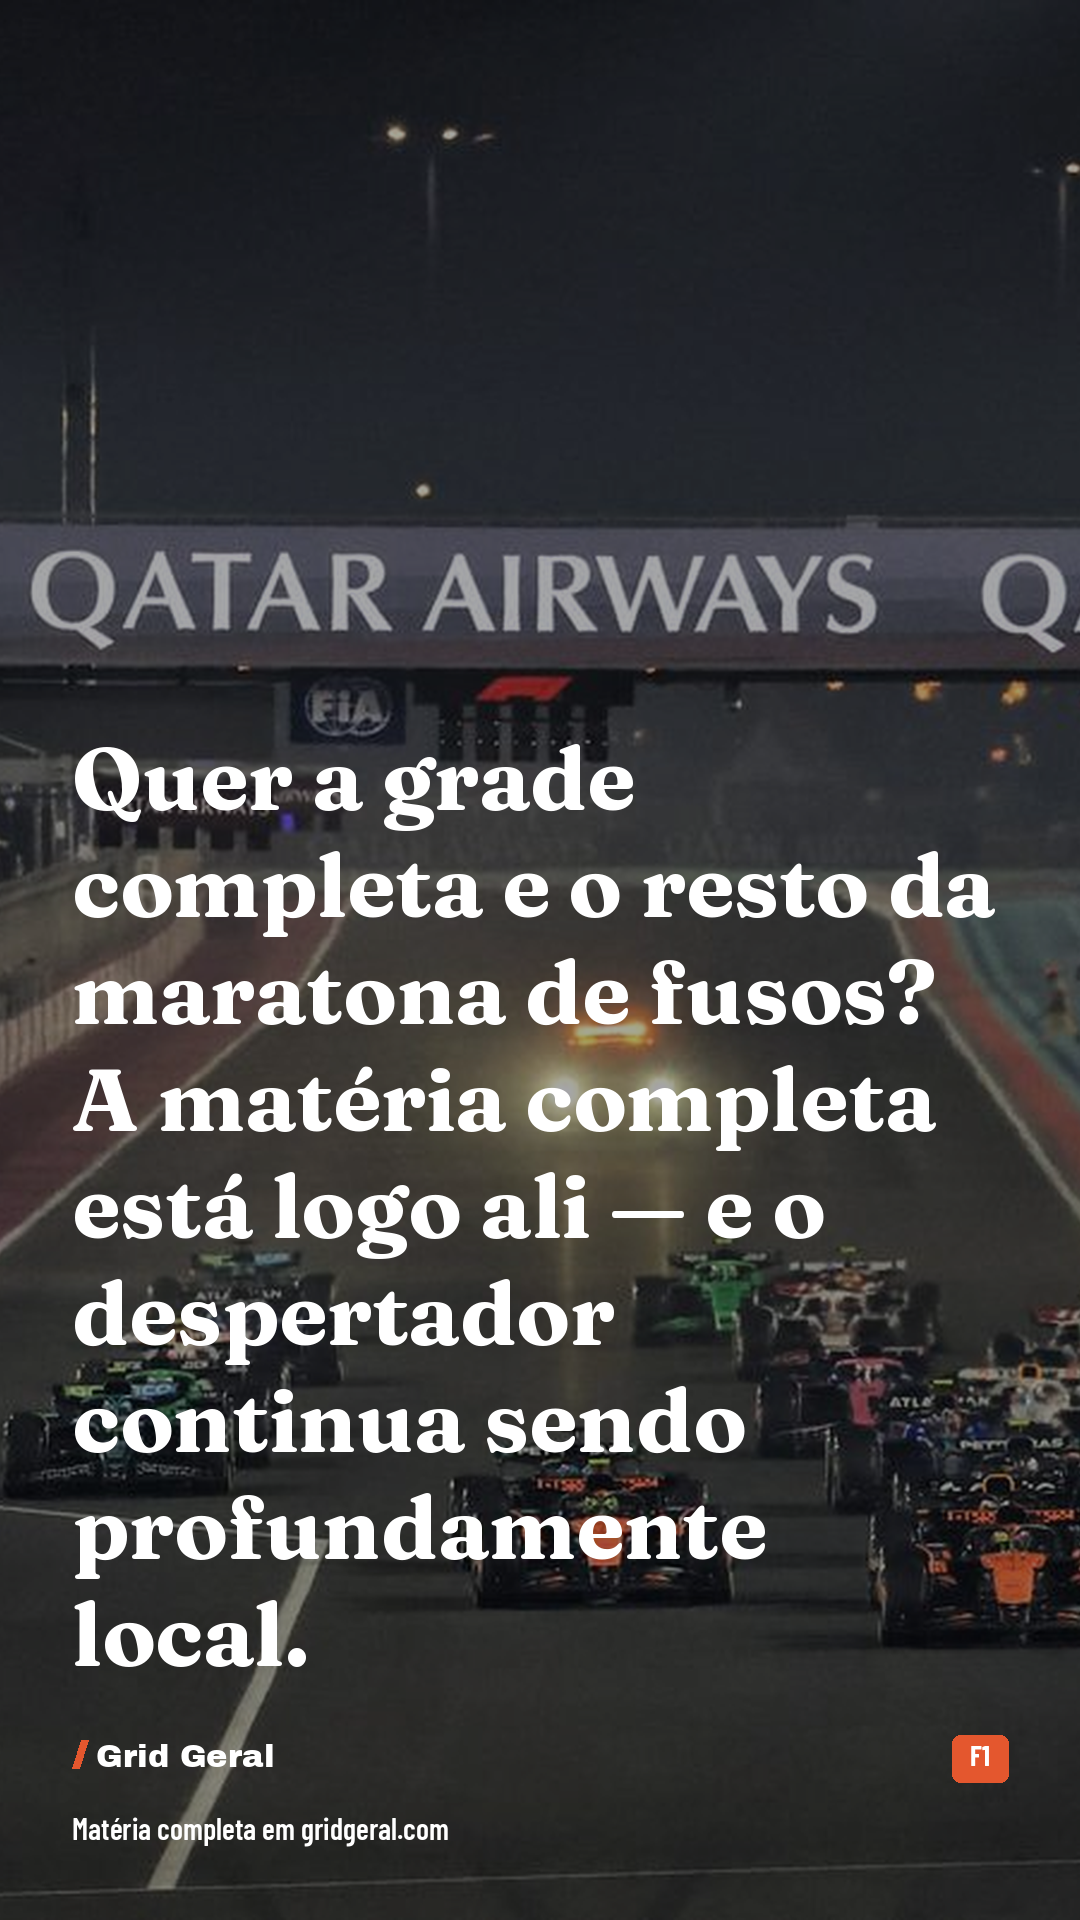 QATAR AIRWAYS
FiA
Quer a grade
completa e o resto da
maratona de fusos?
A matéria completa
está logo ali — e o
despertador
continua sendo
profundamente
local.
/ Grid Geral
F1
Matéria completa em gridgeral.com